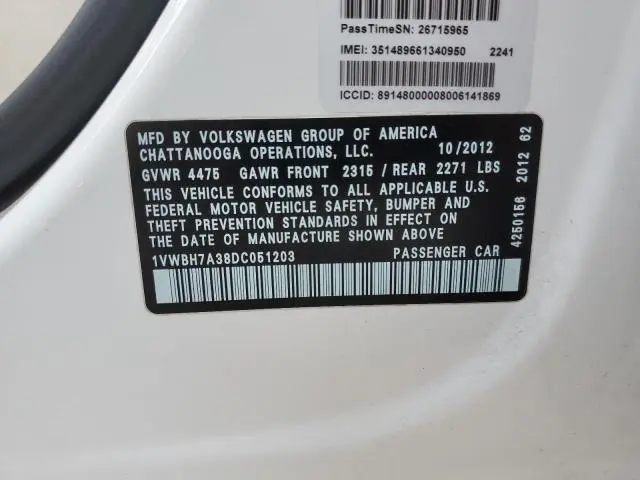 PassTimeSN: 26715965
IMEI: 351489661340950 2241
ICCID: 89148000008006141869
MFD BY VOLKSWAGEN GROUP OF AMERICA
CHATTANOOGA OPERATIONS, LLC. 10/2012
GVWR 4475 GAWR FRONT 2315 / REAR 2271 LBS
THIS VEHICLE CONFORMS TO ALL APPLICABLE U.S.
FEDERAL MOTOR VEHICLE SAFETY, BUMPER AND
THEFT PREVENTION STANDARDS IN EFFECT ON
THE DATE OF MANUFACTURE SHOWN ABOVE
1VWBH7A38DC051203 PASSENGER CAR
4250156 2012 62